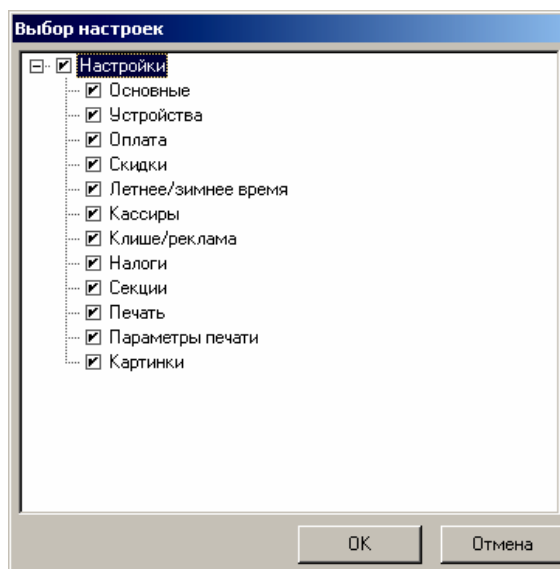 Выбор настроек
Настройки
Основные
Устройства
Оплата
Скидки
Летнее/зимнее время
Кассиры
Клише/реклама
Налоги
Секции
Печать
Параметры печати
Картинки
OK
Отмена